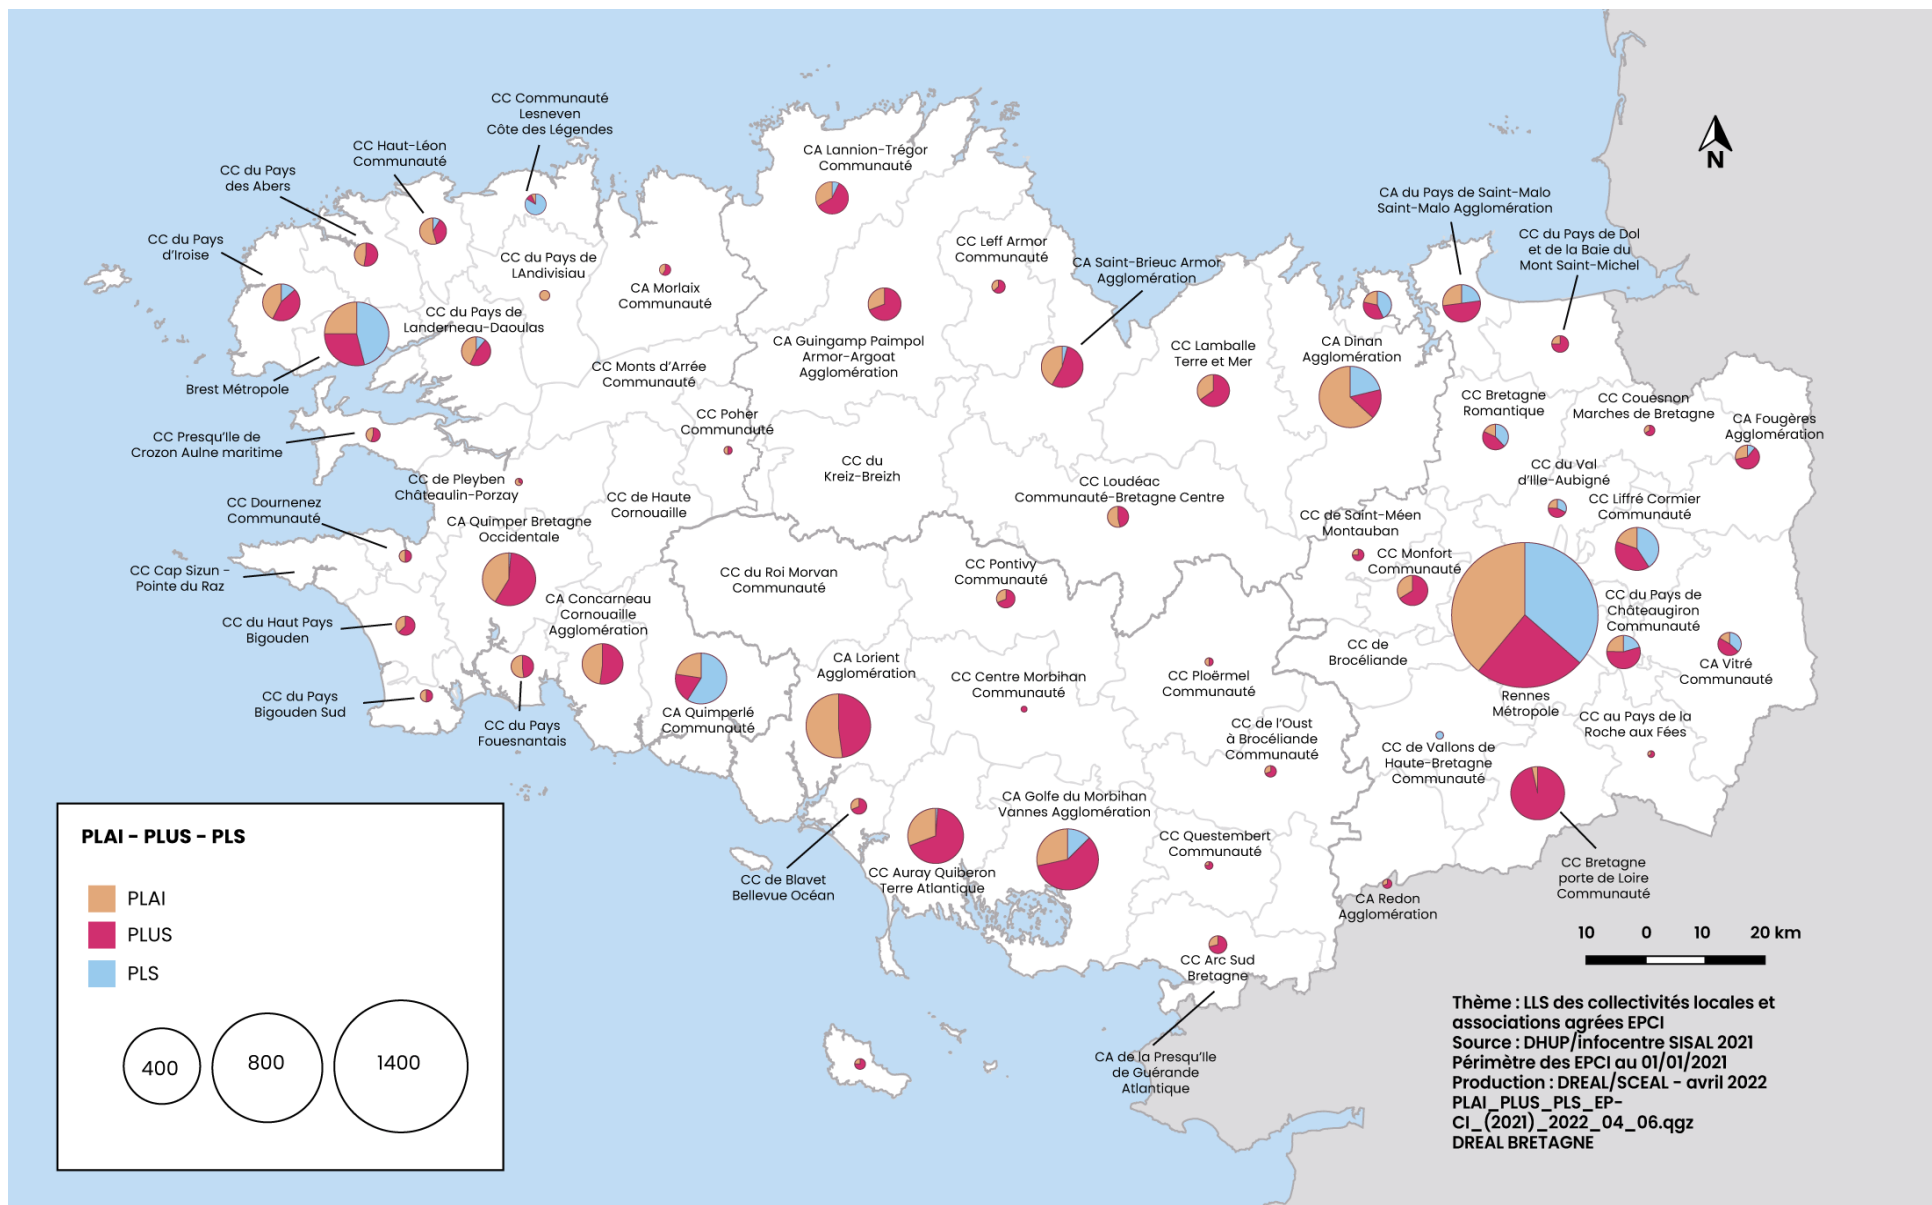 CC Communauté
Lesneven
Côte des Légendes
CC Haut-Léon
Communauté
CC du Pays
des Abers
CC du Pays
d'Iroise
CC du Pays de
LAndivisiau
CA Morlaix
Communauté
CC du Pays de
Landerneau-Daoulas
Brest Métropole
CC Monts d'Arrée
Communauté
CC Presqu'Ile de
Crozon Aulne maritime
CC Poher
Communauté
CC de Pleyben
Châteaulin-Porzay
CC Dournenez
Communauté
CC de Haute
Cornouaille
CA Quimper Bretagne
Occidentale
CC Cap Sizun -
Pointe du Raz
CC du Haut Pays
Bigouden
CA Concarneau
Cornouaille
Agglomération
CC du Pays
Bigouden Sud
CC du Pays
Fouesnantais
CA Quimperlé
Communauté
CA Lannion-Trégor
Communauté
CC Leff Armor
Communauté
CA Saint-Brieuc Armor
Agglomération
CA Guingamp Paimpol
Armor-Argoat
Agglomération
CC Lamballe
Terre et Mer
CA Dinan
Agglomération
CC du
Kreiz-Breizh
CC Loudéac
Communauté-Bretagne Centre
CA du Pays de Saint-Malo
Saint-Malo Agglomération
CC du Pays de Dol
et de la Baie du
Mont Saint-Michel
N
CC Bretagne
Romantique
CC Couësnon
Marches de Bretagne
CA Fougères
Agglomération
CC du Val
d'Ille-Aubigné
CC Liffré Cormier
Communauté
CC de Saint-Méen
Montauban
CC Monfort
Communauté
CC du Pays de
Châteaugiron
Communauté
CC de
Brocéliande
CA Vitré
Communauté
Rennes
Métropole
CC au Pays de la
Roche aux Fées
CC de Vallons de
Haute-Bretagne
Communauté
CC Bretagne
porte de Loire
Communauté
CA Redon
Agglomération
CC du Roi Morvan
Communauté
CC Pontivy
Communauté
CA Lorient
Agglomération
CC Centre Morbihan
Communauté
CC Ploërmel
Communauté
CC de l'Oust
à Brocéliande
Communauté
CA Golfe du Morbihan
Vannes Agglomération
CC Questembert
Communauté
CC Auray Quiberon
Terre Atlantique
CC de Blavet
Bellevue Océan
CC Arc Sud
Bretagne
CA de la Presqu'Ile
de Guérande
Atlantique
PLAI - PLUS - PLS
PLAI
PLUS
PLS
400
800
1400
10 0 10 20 km
Thème : LLS des collectivités locales et
associations agrées EPCI
Source : DHUP/infocentre SISAL 2021
Périmètre des EPCI au 01/01/2021
Production : DREAL/SCEAL - avril 2022
PLAI_PLUS_PLS_EP-
CI_(2021)_2022_04_06.qgz
DREAL BRETAGNE